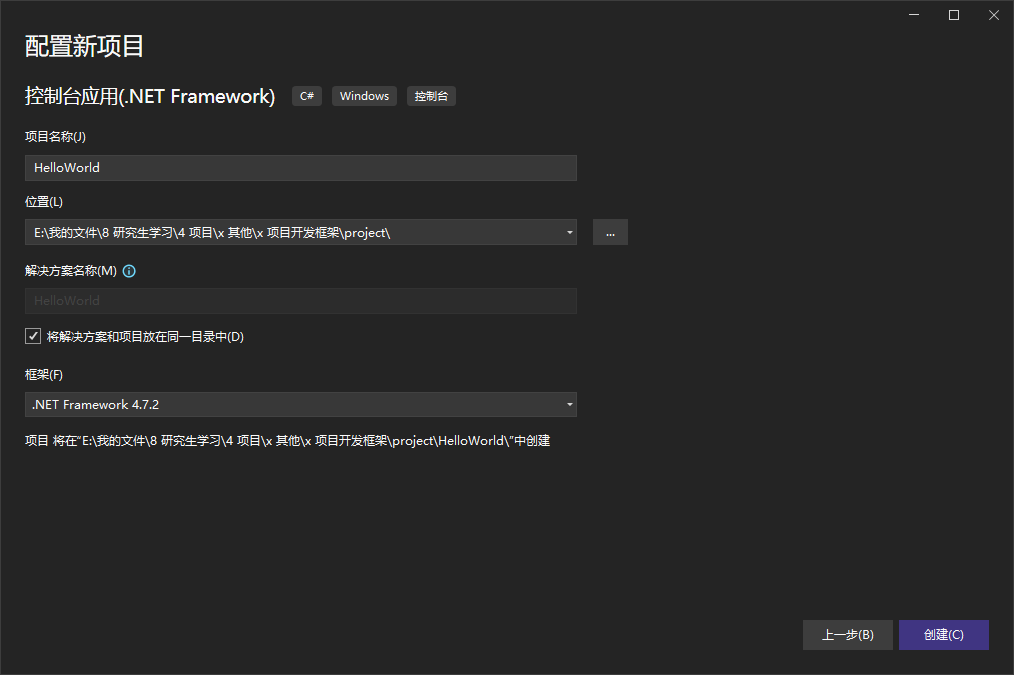 配置新项目
控制台应用(.NET Framework) C# Windows 控制台
项目名称(J)
HelloWorld
位置(L)
E:\我的文件\8 研究生学习\4 项目\x 其他\x 项目开发框架\project\
...
解决方案名称(M)
HelloWorld
将解决方案和项目放在同一目录中(D)
框架(F)
.NET Framework 4.7.2
项目 将在“E:\我的文件\8 研究生学习\4 项目\x 其他\x 项目开发框架\project\HelloWorld\”中创建
上一步(B) 创建(C)